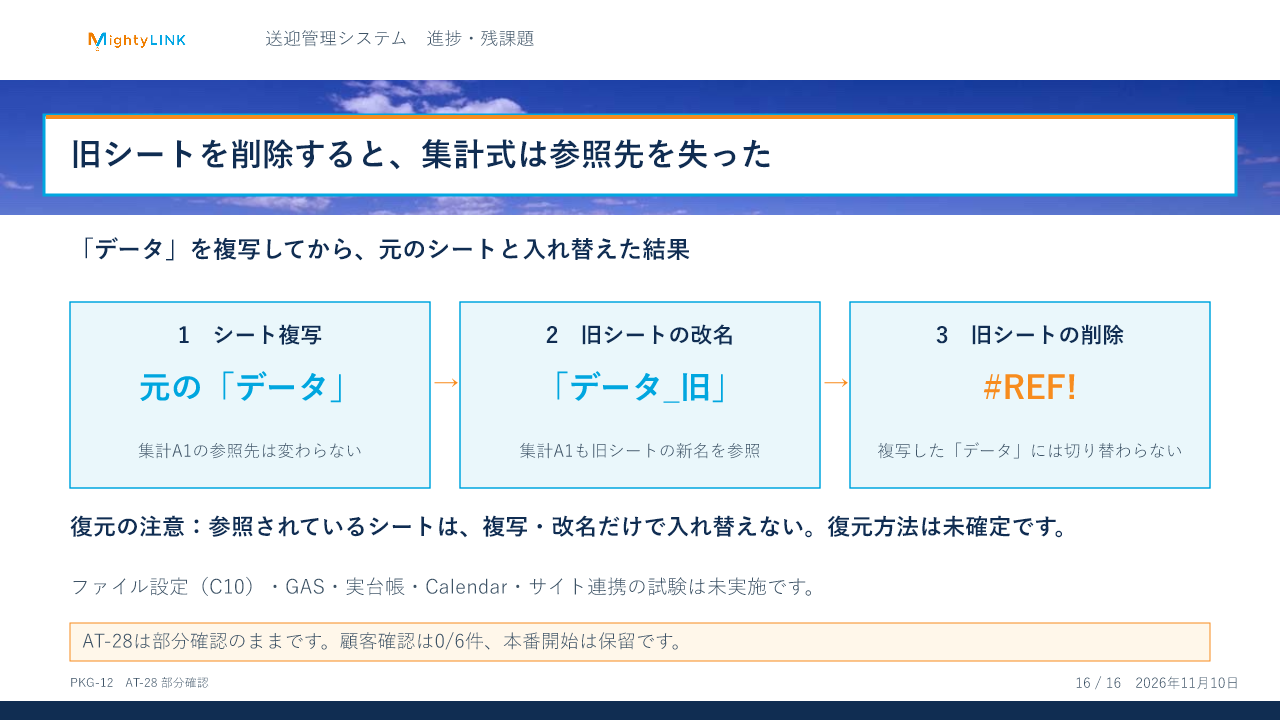 MightyLINK
送迎管理システム　進捗・残課題
旧シートを削除すると、集計式は参照先を失った
「データ」を複写してから、元のシートと入れ替えた結果
1　シート複写
元の「データ」
集計A1の参照先は変わらない
→
2　旧シートの改名
「データ_旧」
集計A1も旧シートの新名を参照
→
3　旧シートの削除
#REF!
複写した「データ」には切り替わらない
復元の注意：参照されているシートは、複写・改名だけで入れ替えない。復元方法は未確定です。
ファイル設定（C10）・GAS・実台帳・Calendar・サイト連携の試験は未実施です。
AT-28は部分確認のままです。顧客確認は0/6件、本番開始は保留です。
PKG-12　AT-28 部分確認
16 / 16　2026年11月10日